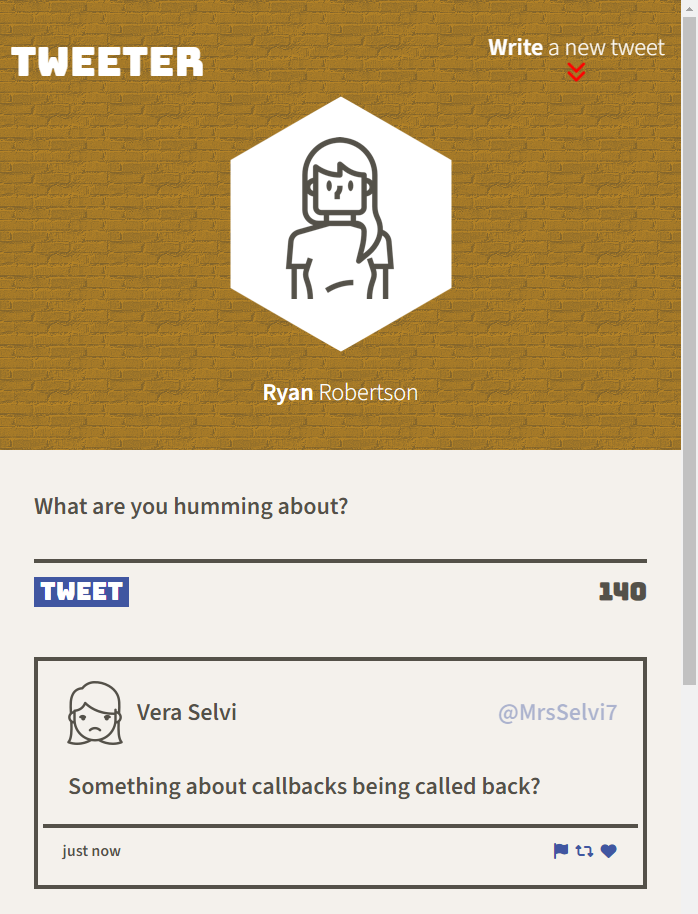 TWEETER
Write a new tweet
Ryan Robertson
What are you humming about?
TWEET
140
Vera Selvi
@MrsSelvi7
Something about callbacks being called back?
just now